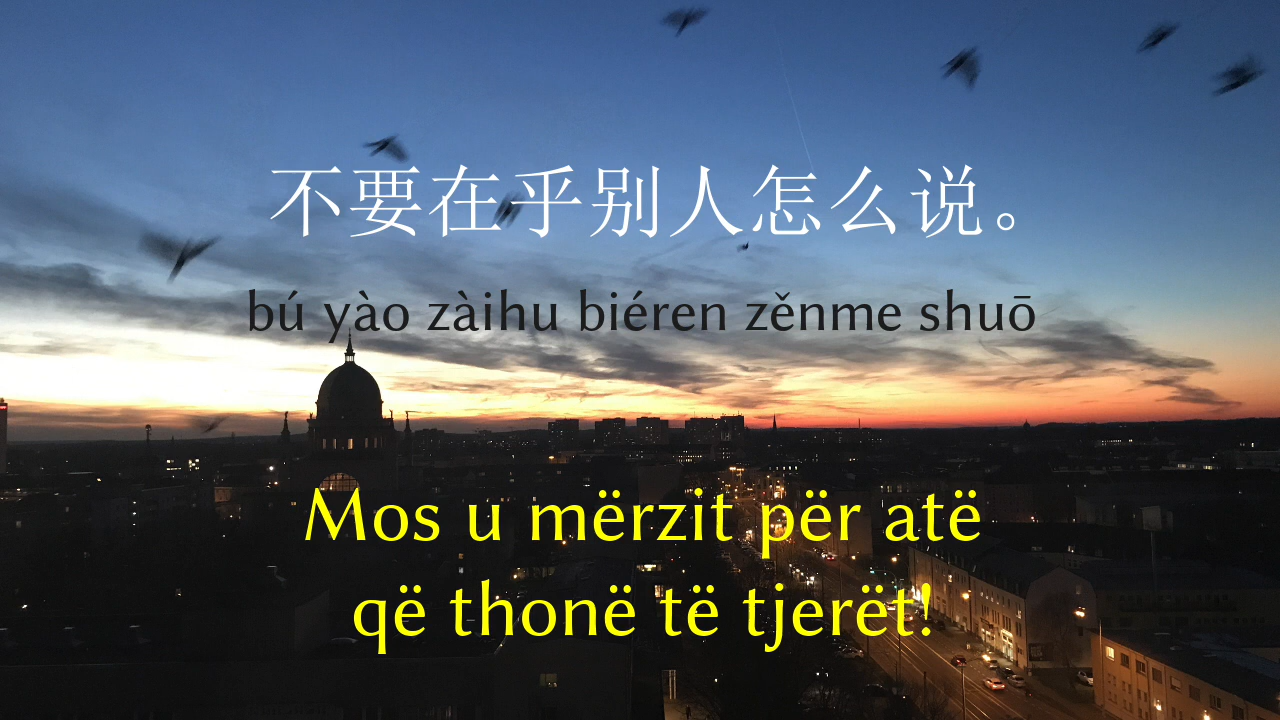 不要在乎别人怎么说。
bú yào zàihu biéren zěnme shuō
Mos u mërzit për atë
që thonë të tjerët!